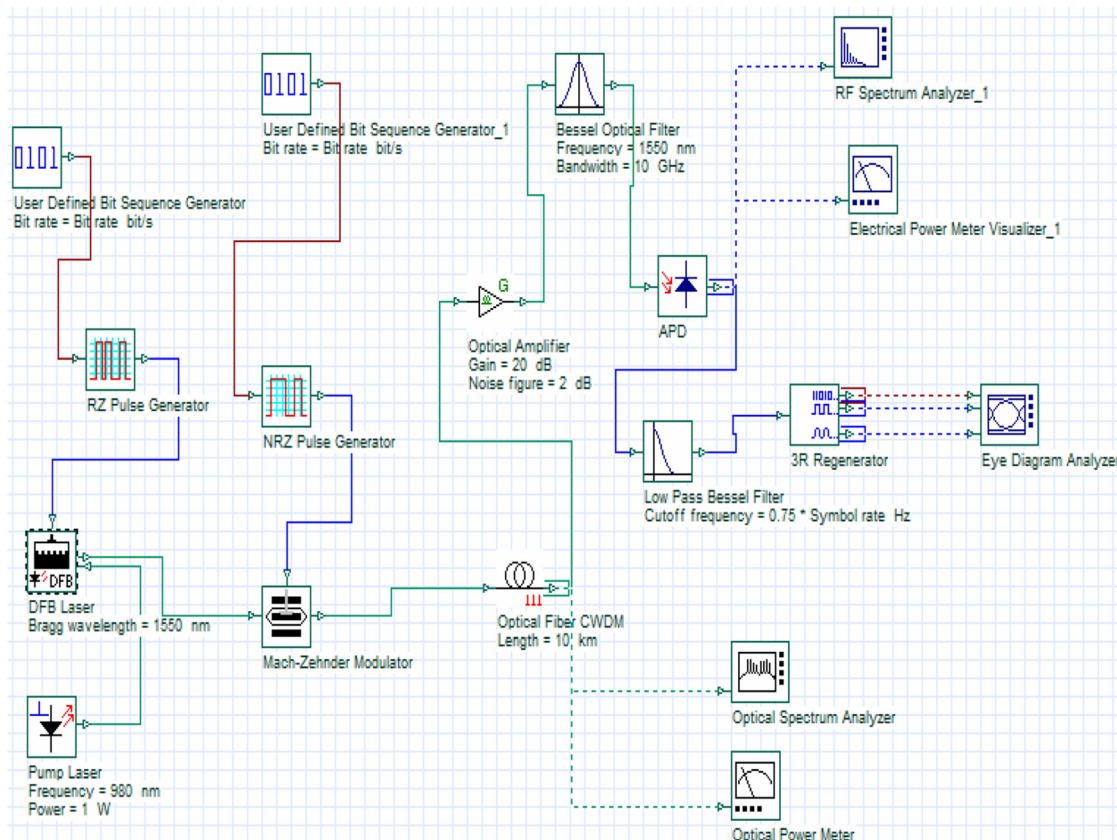 0101
User Defined Bit Sequence Generator_1
Bit rate = Bit rate  bit/s
0101
User Defined Bit Sequence Generator
Bit rate = Bit rate  bit/s
Bessel Optical Filter
Frequency = 1550  nm
Bandwidth = 10  GHz
RF Spectrum Analyzer_1
Electrical Power Meter Visualizer_1
G
Optical Amplifier
Gain = 20  dB
Noise figure = 2  dB
APD
RZ Pulse Generator
NRZ Pulse Generator
3R Regenerator
Eye Diagram Analyzer
Low Pass Bessel Filter
Cutoff frequency = 0.75 * Symbol rate  Hz
DFB
DFB Laser
Bragg wavelength = 1550  nm
Mach-Zehnder Modulator
Optical Fiber CWDM
Length = 10  km
Optical Spectrum Analyzer
Pump Laser
Frequency = 980  nm
Power = 1  W
Optical Power Meter